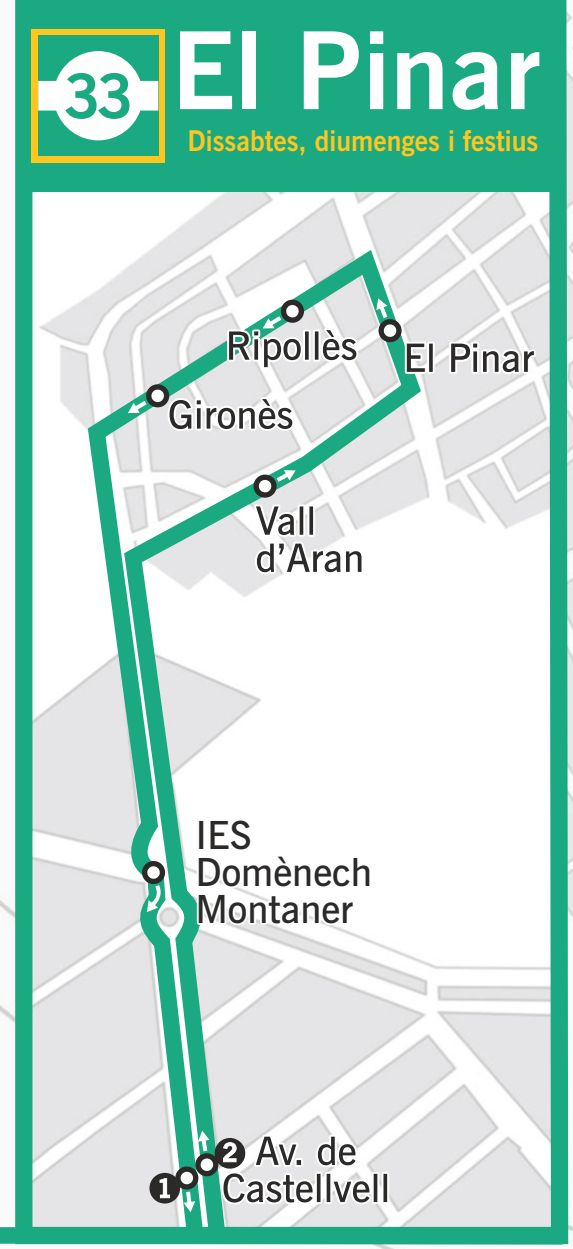 33
El Pinar
Dissabtes, diumenges i festius
Ripollès
El Pinar
Gironès
Vall
d'Aran
IES
Domènech
Montaner
2 Av. de
1 Castellvell